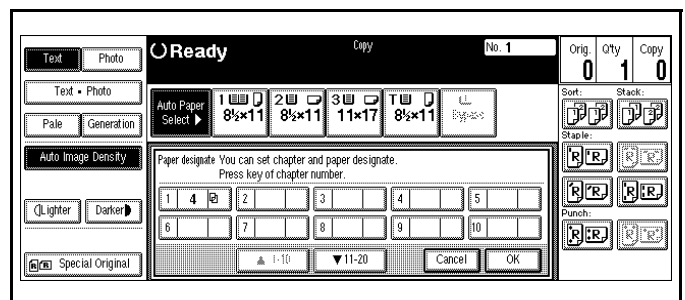 Text Photo
Text • Photo
Pale Generation
Auto Image Density
Lighter Darker
Special Original
Ready Copy No. 1
Auto Paper Select ▶
1 8½×11
2 8½×11
3 11×17
T 8½×11
Bypass
Paper designate You can set chapter and paper designate.
Press key of chapter number.
1 4 2 3 4 5
6 7 8 9 10
▲ 1-10 ▼11-20 Cancel OK
Orig. Q'ty Copy
0 1 0
Sort: Stack:
Staple:
Punch: